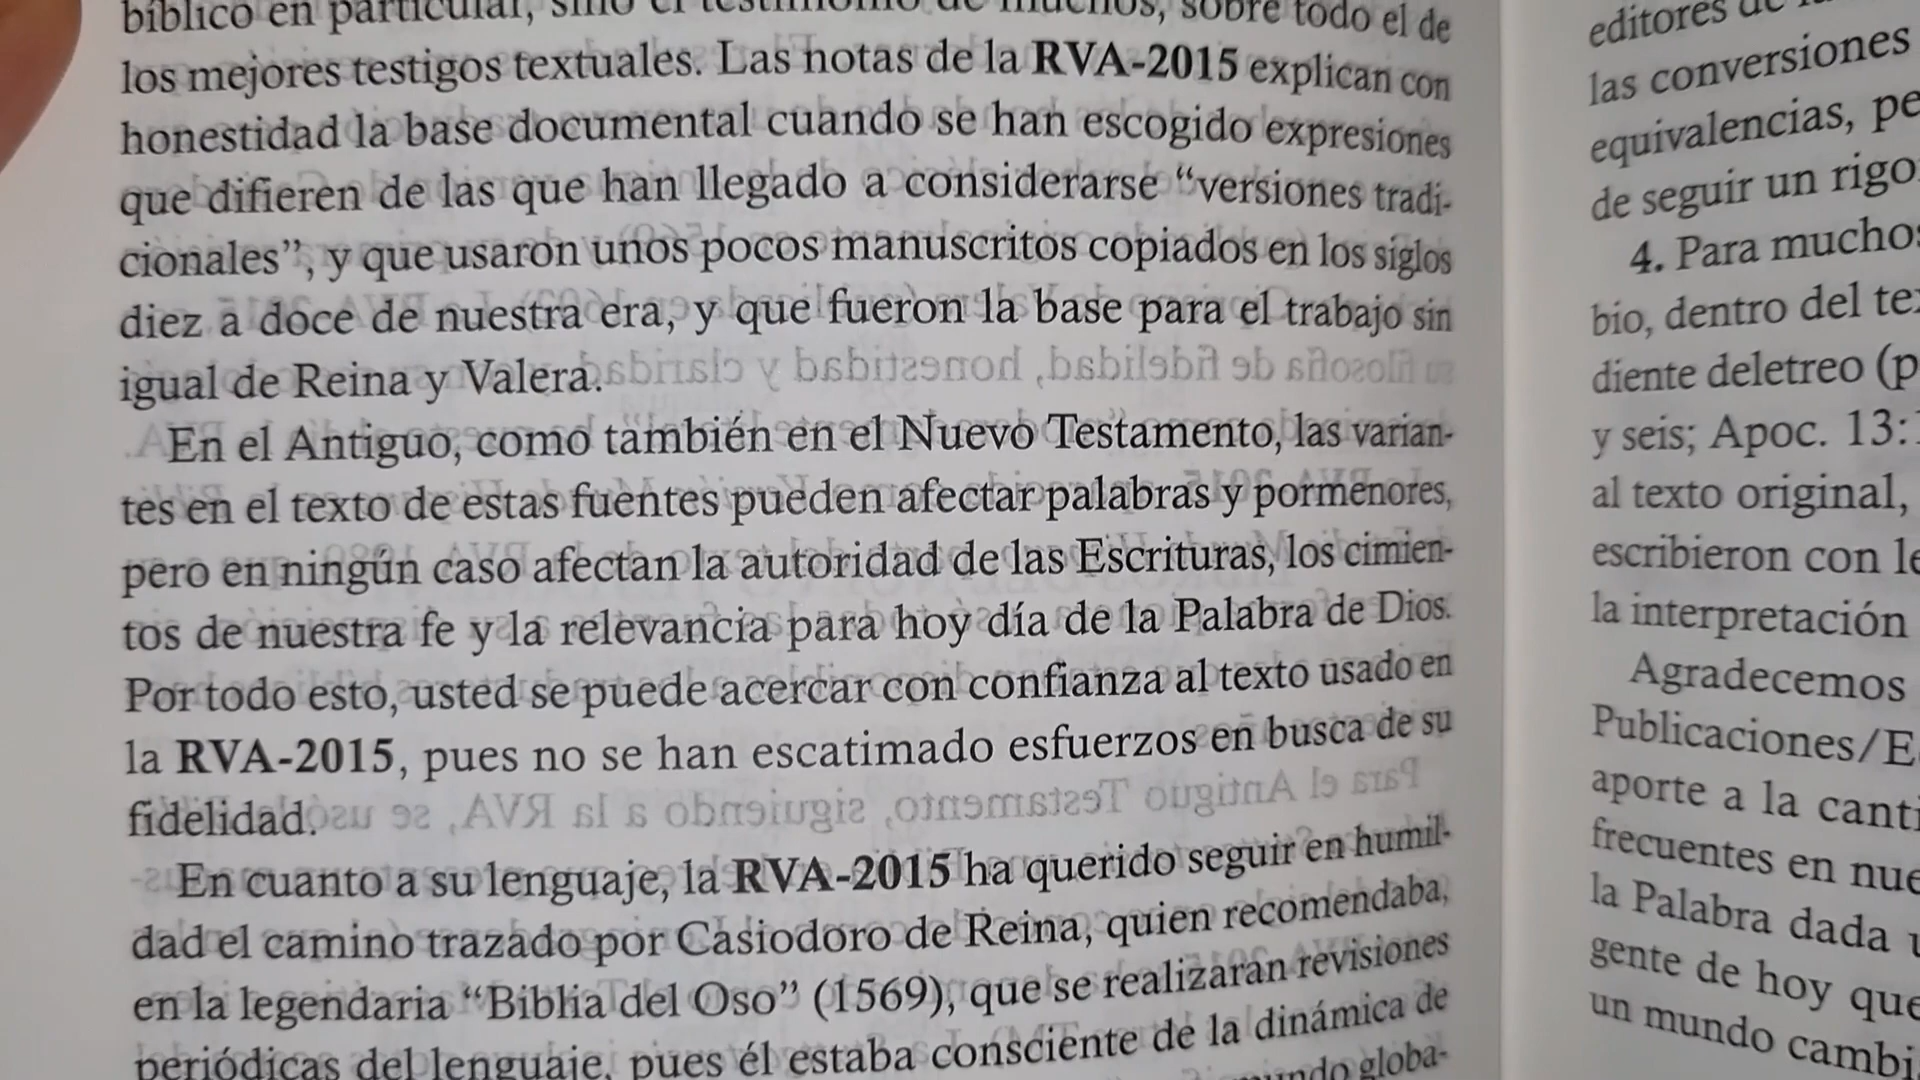 bíblico en particular, sino el testimonio de muchos, sobre todo el de
los mejores testigos textuales. Las notas de la RVA-2015 explican con
honestidad la base documental cuando se han escogido expresiones
que difieren de las que han llegado a considerarse “versiones tradi-
cionales”, y que usaron unos pocos manuscritos copiados en los siglos
diez a doce de nuestra era, y que fueron la base para el trabajo sin
igual de Reina y Valera.
En el Antiguo, como también en el Nuevo Testamento, las varian-
tes en el texto de estas fuentes pueden afectar palabras y pormenores,
pero en ningún caso afectan la autoridad de las Escrituras, los cimien-
tos de nuestra fe y la relevancia para hoy día de la Palabra de Dios.
Por todo esto, usted se puede acercar con confianza al texto usado en
la RVA-2015, pues no se han escatimado esfuerzos en busca de su
fidelidad.
En cuanto a su lenguaje, la RVA-2015 ha querido seguir en humil-
dad el camino trazado por Casiodoro de Reina, quien recomendaba,
en la legendaria “Biblia del Oso” (1569), que se realizaran revisiones
periódicas del lenguaje, pues él estaba consciente de la dinámica de
globa-
editores
las conversiones
equivalencias, pe
de seguir un rigo
4. Para muchos
bio, dentro del te
diente deletreo (p
y seis; Apoc. 13:
al texto original,
escribieron con le
la interpretación
Agradecemos
Publicaciones/E
aporte a la canti
frecuentes en nue
la Palabra dada
gente de hoy que
un mundo cambi